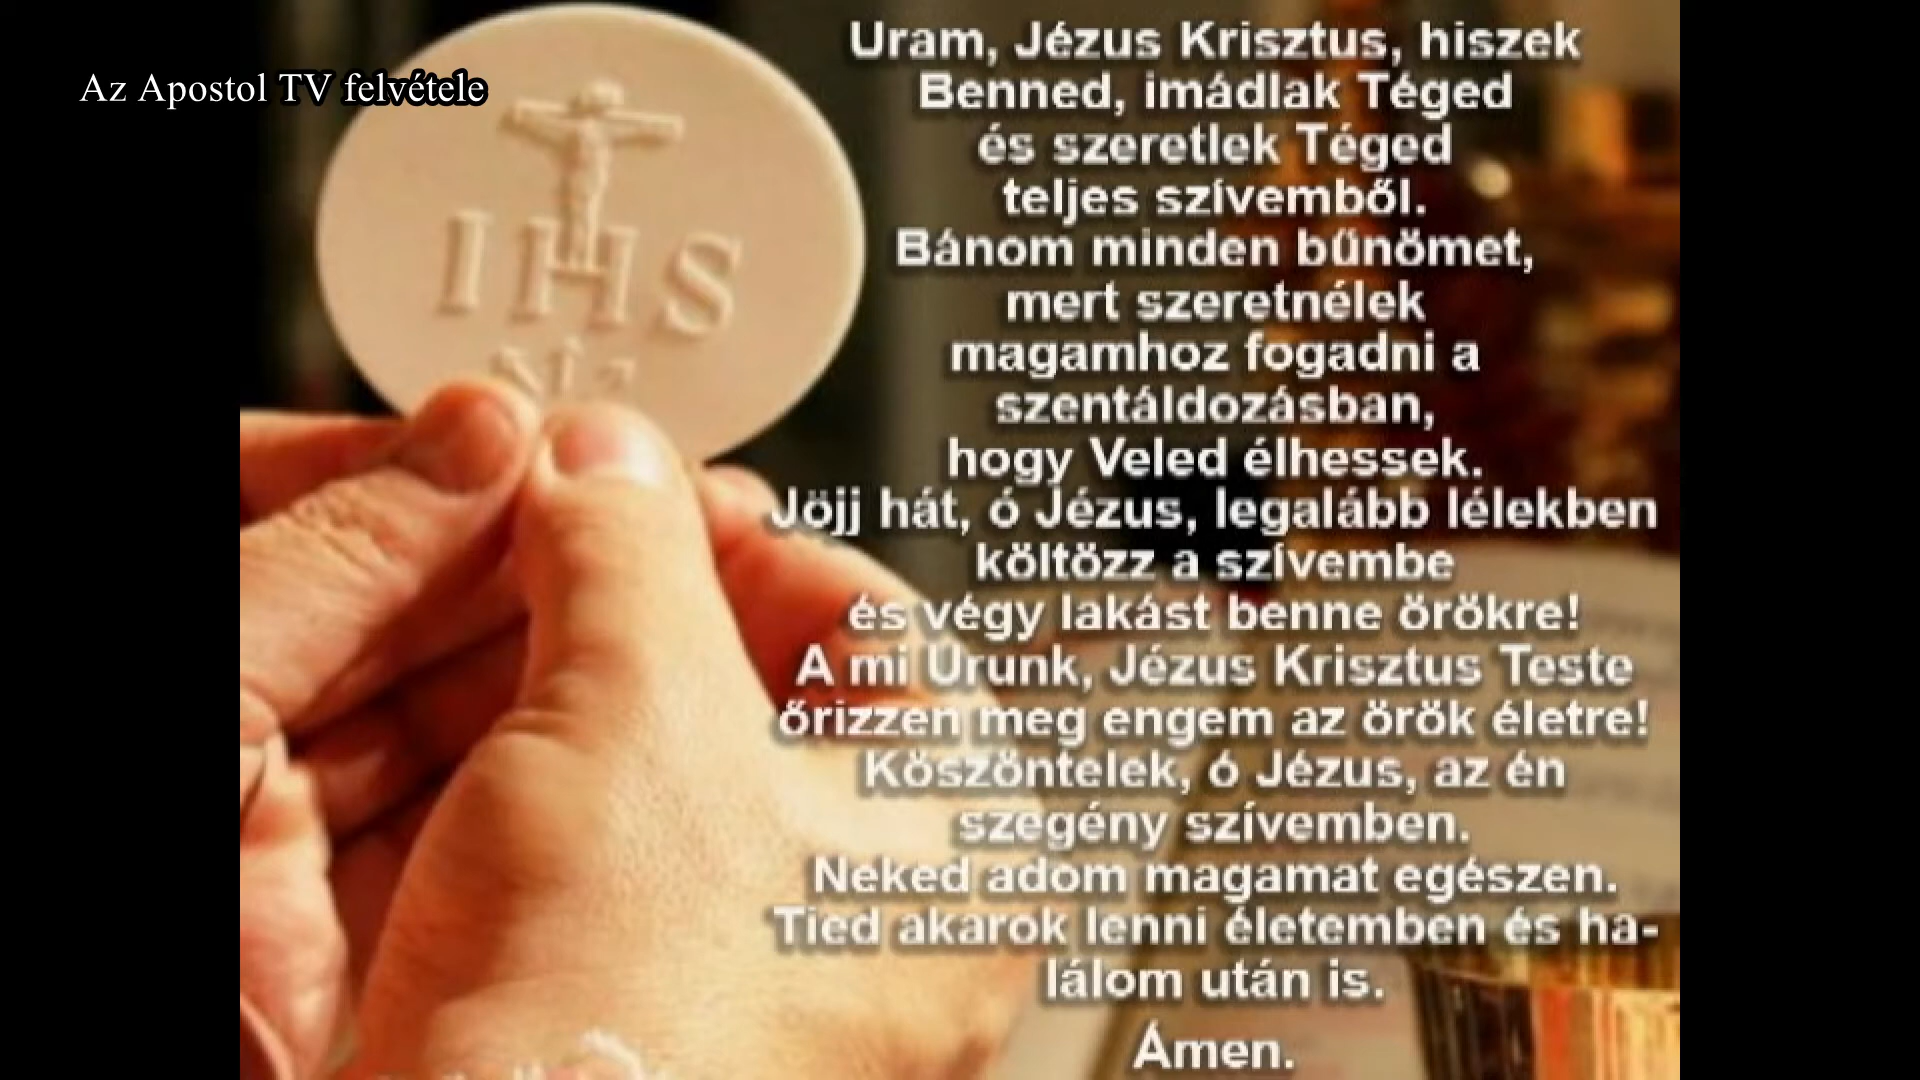 Az Apostol TV felvétele
Uram, Jézus Krisztus, hiszek
Benned, imádlak Téged
és szeretlek Téged
teljes szívemből.
Bánom minden bűnömet,
mert szeretnélek
magamhoz fogadni a
szentáldozásban,
hogy Veled élhessek.
Jöjj hát, ó Jézus, legalább lélekben
költözz a szívembe
és végy lakást benne örökre!
A mi Urunk, Jézus Krisztus Teste
őrizzen meg engem az örök életre!
Köszöntelek, ó Jézus, az én
szegény szívemben.
Neked adom magamat egészen.
Tied akarok lenni életemben és ha-
lálom után is.
Ámen.
IHS